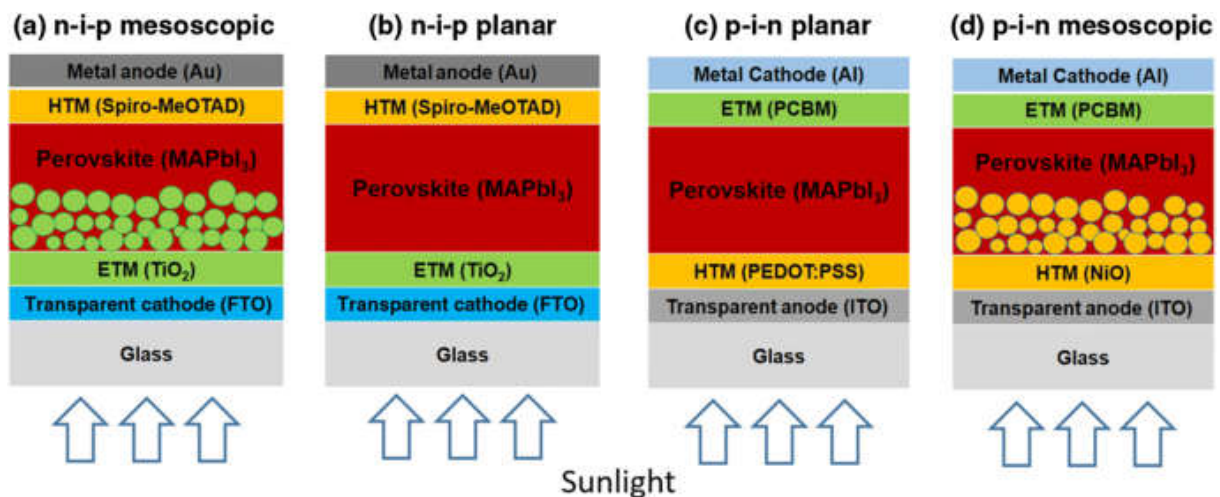 (a) n-i-p mesoscopic
Metal anode (Au)
HTM (Spiro-MeOTAD)
Perovskite (MAPbI₃)
ETM (TiO₂)
Transparent cathode (FTO)
Glass
(b) n-i-p planar
Metal anode (Au)
HTM (Spiro-MeOTAD)
Perovskite (MAPbI₃)
ETM (TiO₂)
Transparent cathode (FTO)
Glass
(c) p-i-n planar
Metal Cathode (Al)
ETM (PCBM)
Perovskite (MAPbI₃)
HTM (PEDOT:PSS)
Transparent anode (ITO)
Glass
(d) p-i-n mesoscopic
Metal Cathode (Al)
ETM (PCBM)
Perovskite (MAPbI₃)
HTM (NiO)
Transparent anode (ITO)
Glass
Sunlight